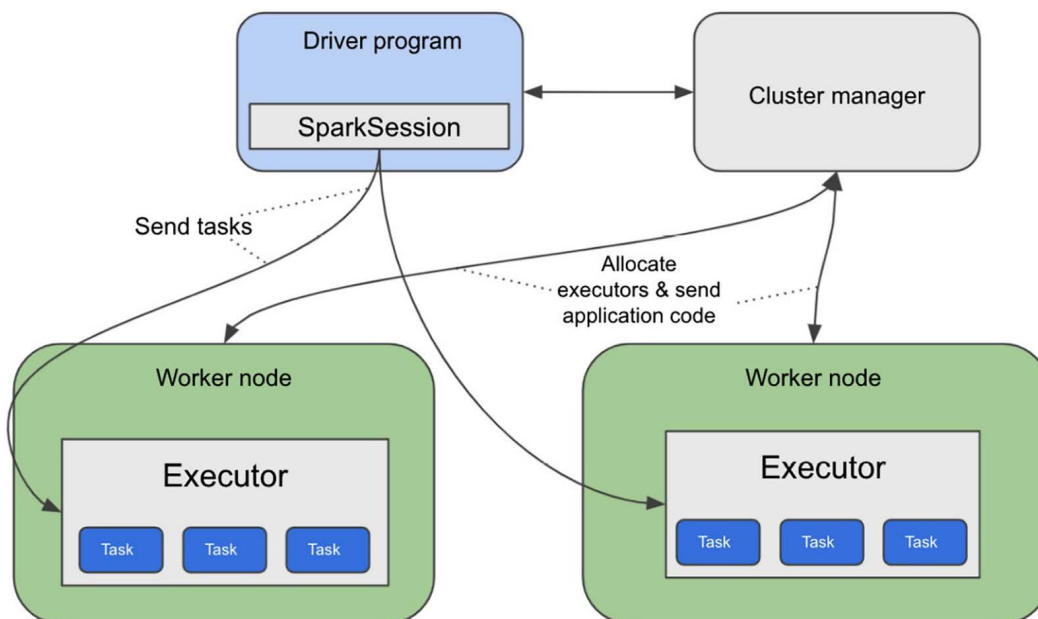 Driver program
SparkSession
Cluster manager
Send tasks
Allocate
executors & send
application code
Worker node
Executor
Task Task Task
Worker node
Executor
Task Task Task